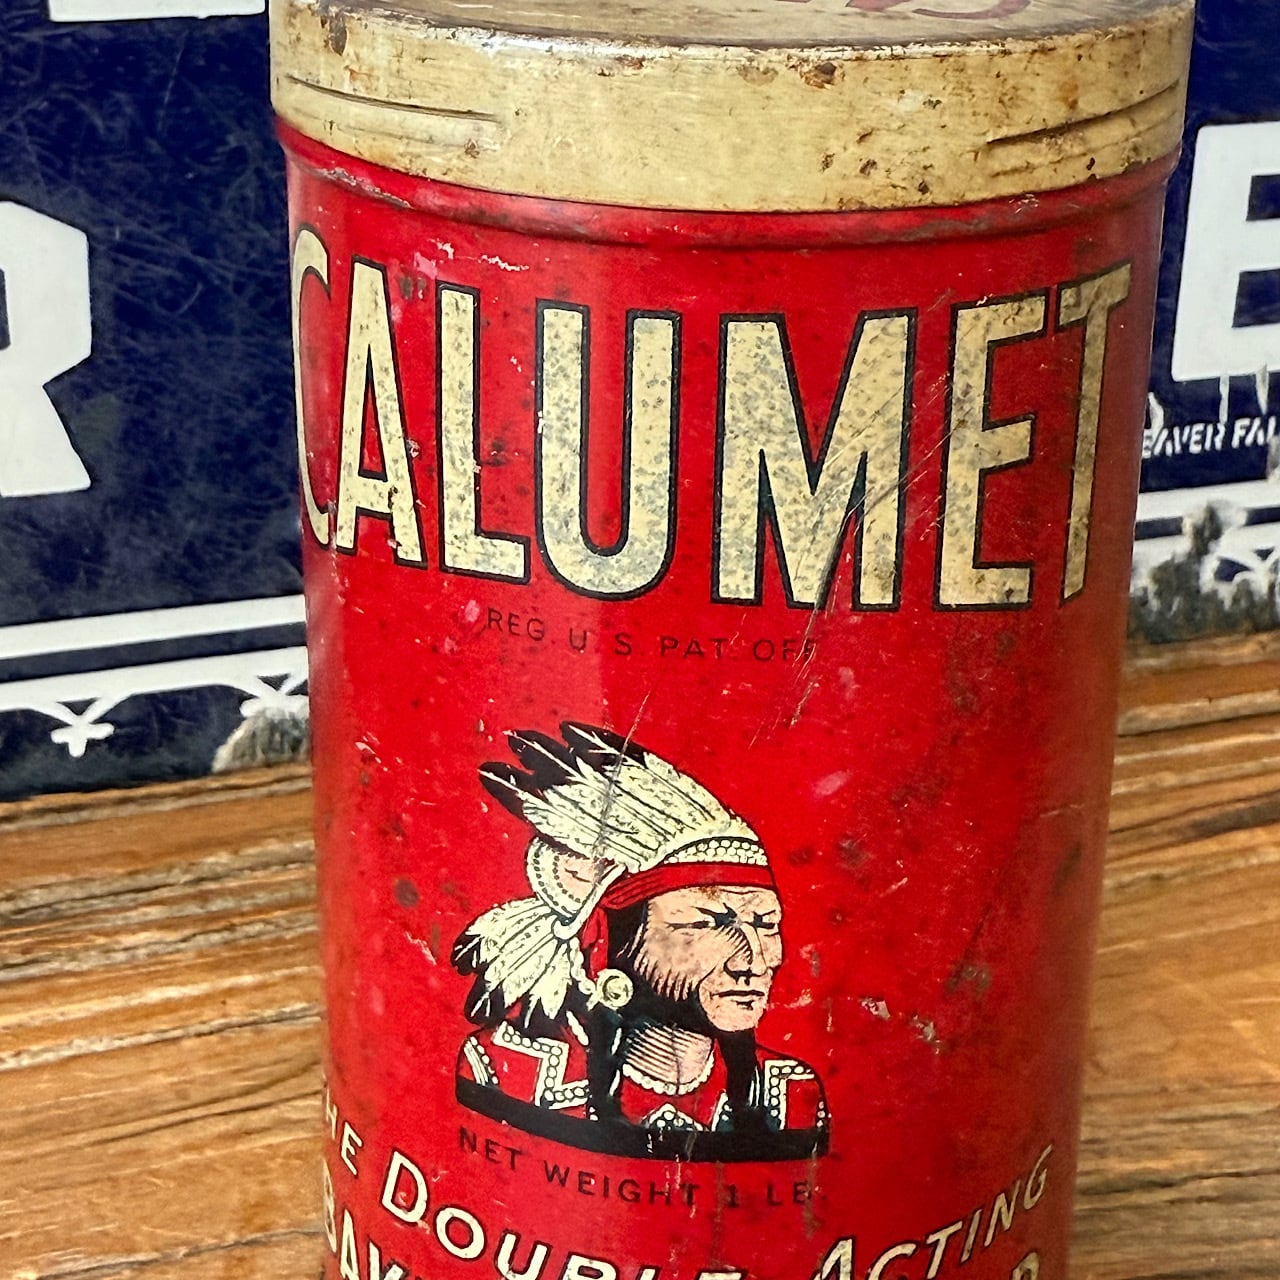 CALUMET
REG. U.S. PAT. OFF.
NET WEIGHT 1 LB.
THE DOUBLE-ACTING